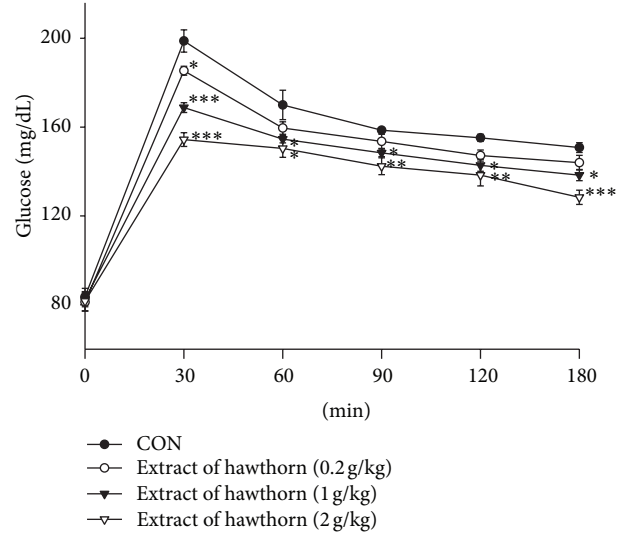 200
160
120
80
Glucose (mg/dL)
*
***
***
*
*
*
**
*
**
*
***
0 30 60 90 120 180
(min)
CON
Extract of hawthorn (0.2 g/kg)
Extract of hawthorn (1 g/kg)
Extract of hawthorn (2 g/kg)